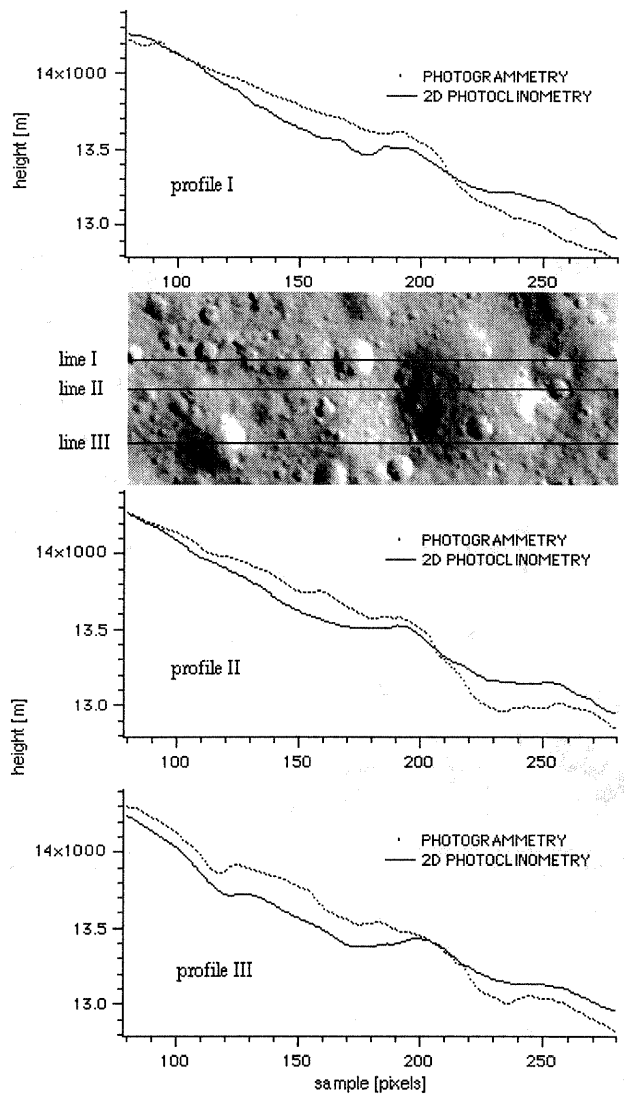 14x1000
13.5
13.0
height [m]
PHOTOGRAMMETRY
2D PHOTOCLINOMETRY
profile I
100
150
200
250
line I
line II
line III
14x1000
13.5
13.0
height [m]
PHOTOGRAMMETRY
2D PHOTOCLINOMETRY
profile II
100
150
200
250
14x1000
13.5
13.0
PHOTOGRAMMETRY
2D PHOTOCLINOMETRY
profile III
100
150
200
250
sample [pixels]